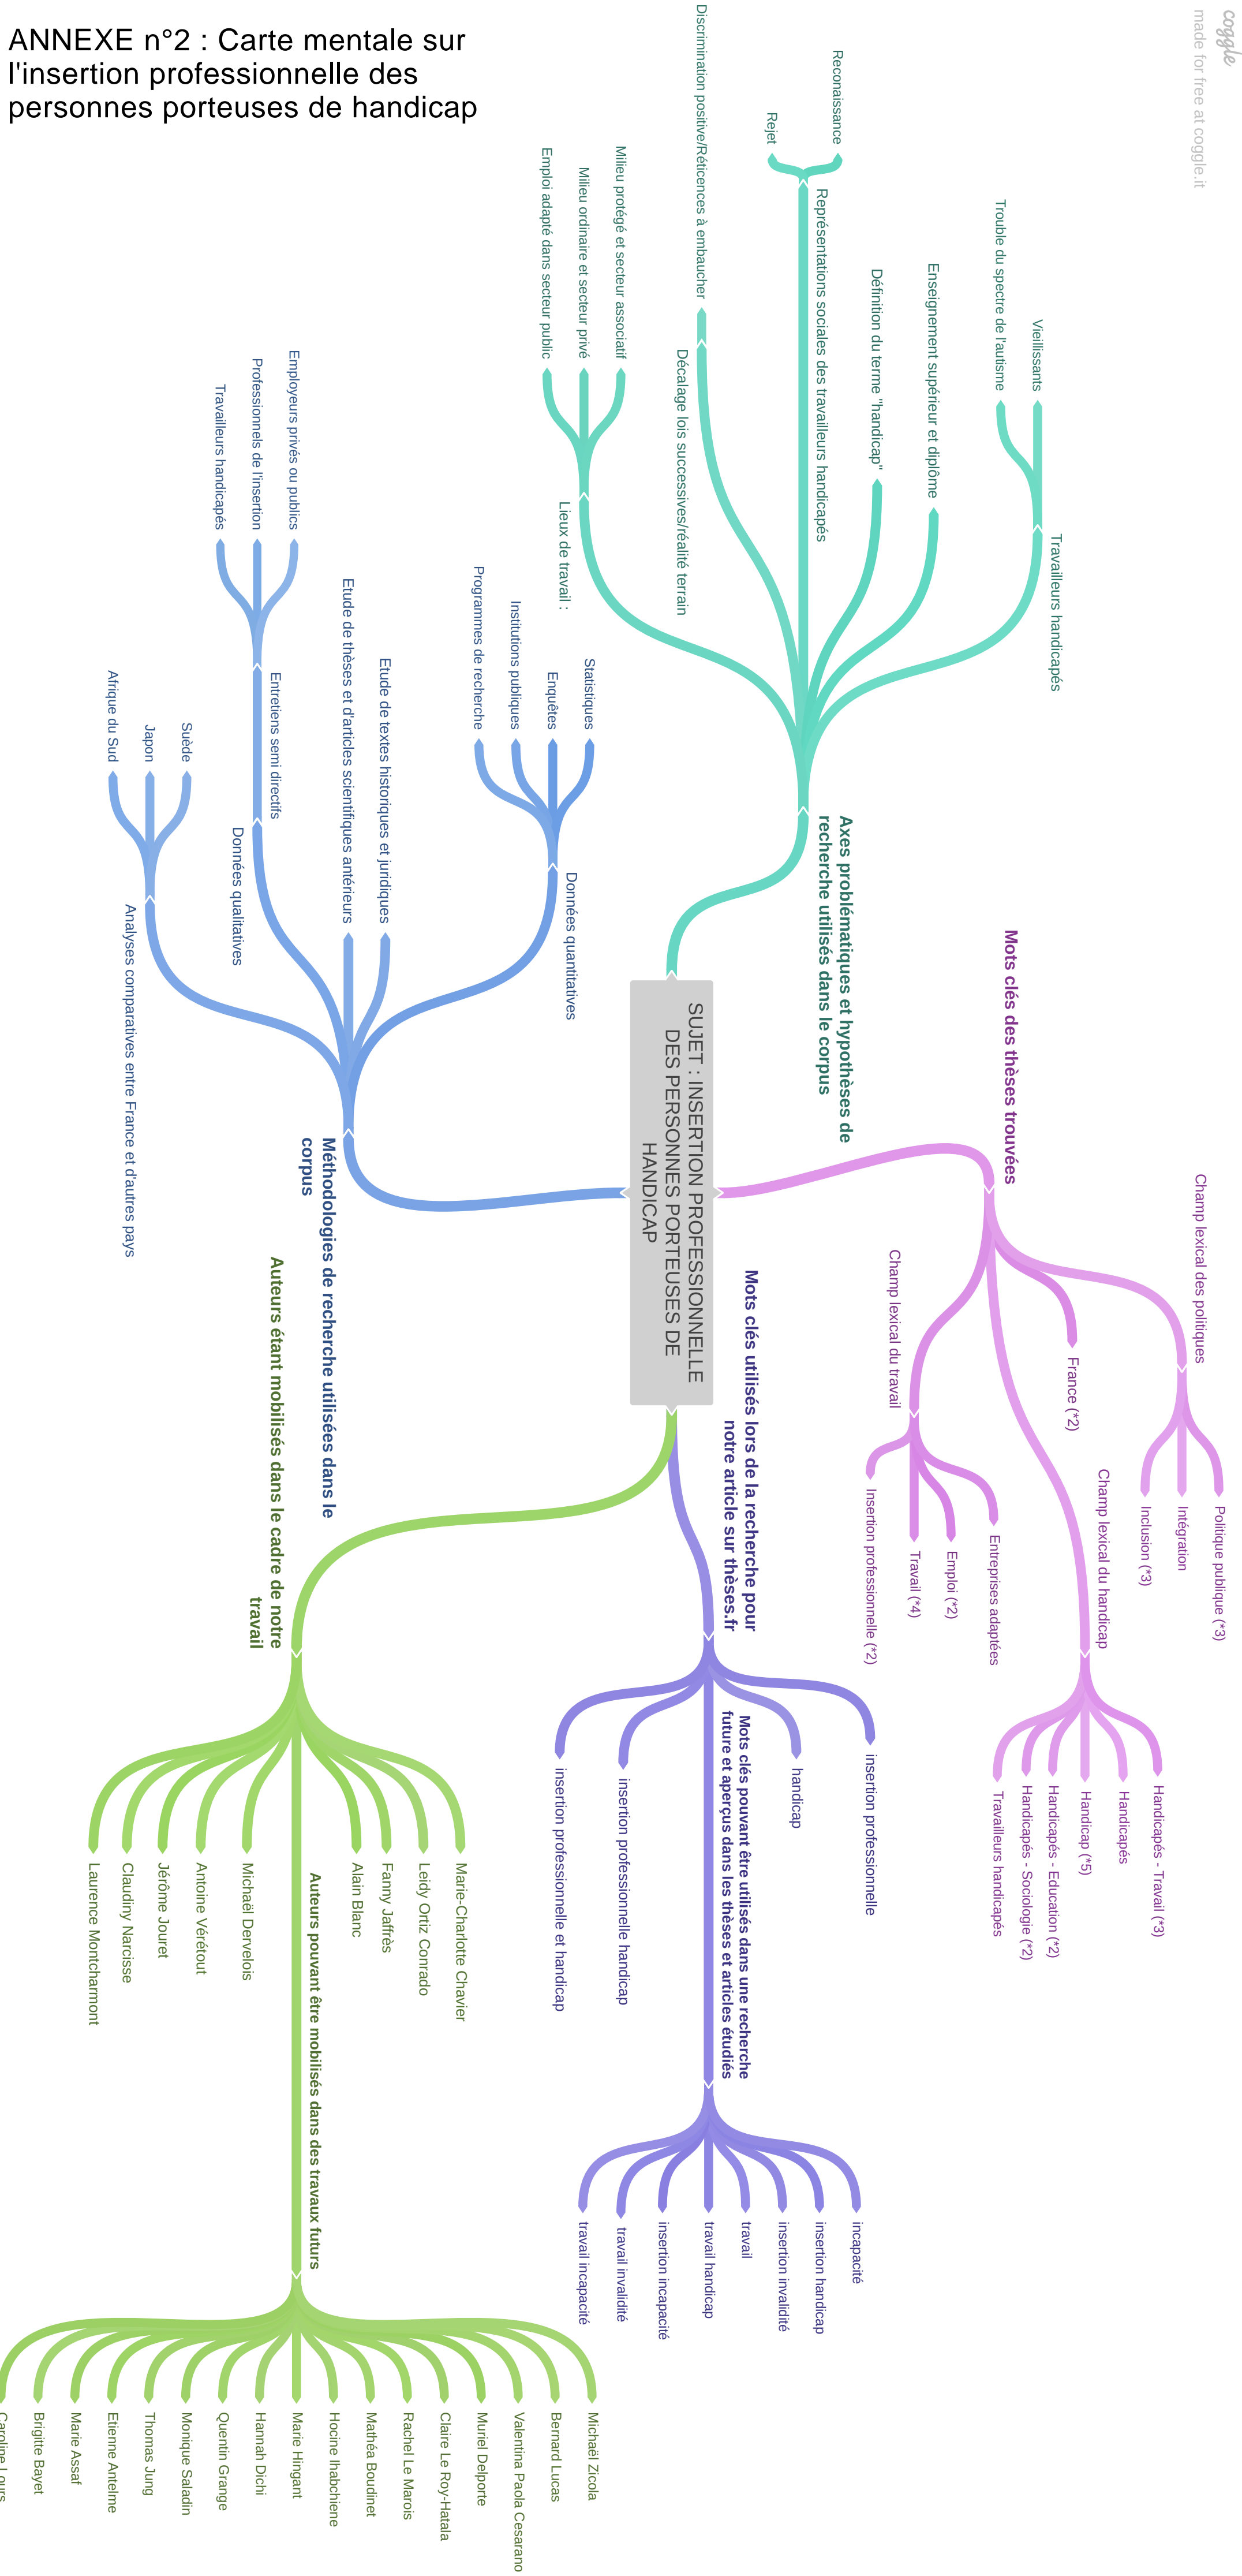 ANNEXE n°2 : Carte mentale sur
l'insertion professionnelle des
personnes porteuses de handicap
coggle
made for free at coggle.it
SUJET : INSERTION PROFESSIONNELLE
DES PERSONNES PORTEUSES DE
HANDICAP
Mots clés des thèses trouvées
Champ lexical des politiques
Politique publique (*3)
Intégration
Inclusion (*3)
France (*2)
Champ lexical du handicap
Handicapés - Travail (*3)
Handicapés
Handicap (*5)
Handicapés - Education (*2)
Handicapés - Sociologie (*2)
Travailleurs handicapés
Champ lexical du travail
Entreprises adaptées
Emploi (*2)
Travail (*4)
Insertion professionnelle (*2)
Mots clés utilisés lors de la recherche pour
notre article sur thèses.fr
insertion professionnelle
handicap
Mots clés pouvant être utilisés dans une recherche
future et aperçus dans les thèses et articles étudiés
incapacité
insertion handicap
insertion invalidité
travail
travail handicap
insertion incapacité
travail invalidité
travail incapacité
insertion professionnelle handicap
insertion professionnelle et handicap
Auteurs étant mobilisés dans le cadre de notre
travail
Marie-Charlotte Chavier
Leidy Ortiz Conrado
Fanny Jaffrès
Alain Blanc
Auteurs pouvant être mobilisés dans des travaux futurs
Michaël Zicola
Bernard Lucas
Valentina Paola Cesarano
Muriel Delporte
Claire Le Roy-Hatala
Rachel Le Marois
Mathéa Boudinet
Hocine Ihabchiene
Marie Hingant
Hannah Dichi
Quentin Grange
Monique Saladin
Thomas Jung
Etienne Antelme
Marie Assaf
Brigitte Bayet
Caroline Lours
Michaël Dervelois
Antoine Vérétout
Jérôme Jouret
Claudiny Narcisse
Laurence Montcharmont
Axes problématiques et hypothèses de
recherche utilisés dans le corpus
Travailleurs handicapés
Vieillissants
Trouble du spectre de l'autisme
Enseignement supérieur et diplôme
Définition du terme "handicap"
Représentations sociales des travailleurs handicapés
Reconaissance
Rejet
Décalage lois successives/réalité terrain
Discrimination positive/Réticences à embaucher
Lieux de travail :
Milieu protégé et secteur associatif
Milieu ordinaire et secteur privé
Emploi adapté dans secteur public
Méthodologies de recherche utilisées dans le
corpus
Données quantitatives
Statistiques
Enquêtes
Institutions publiques
Programmes de recherche
Etude de textes historiques et juridiques
Etude de thèses et d'articles scientifiques antérieurs
Données qualitatives
Entretiens semi directifs
Employeurs privés ou publics
Professionnels de l'insertion
Travailleurs handicapés
Analyses comparatives entre France et d'autres pays
Suède
Japon
Afrique du Sud